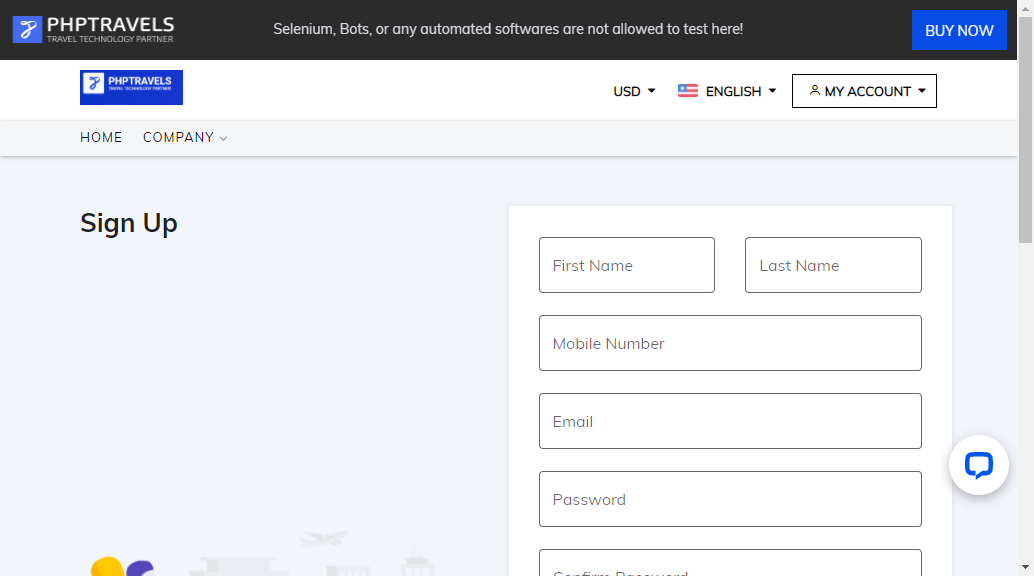 PHPTRAVELS
TRAVEL TECHNOLOGY PARTNER
Selenium, Bots, or any automated softwares are not allowed to test here!
BUY NOW
PHPTRAVELS
TRAVEL TECHNOLOGY PARTNER
USD
ENGLISH
MY ACCOUNT
HOME
COMPANY
Sign Up
First Name
Last Name
Mobile Number
Email
Password
Confirm Password